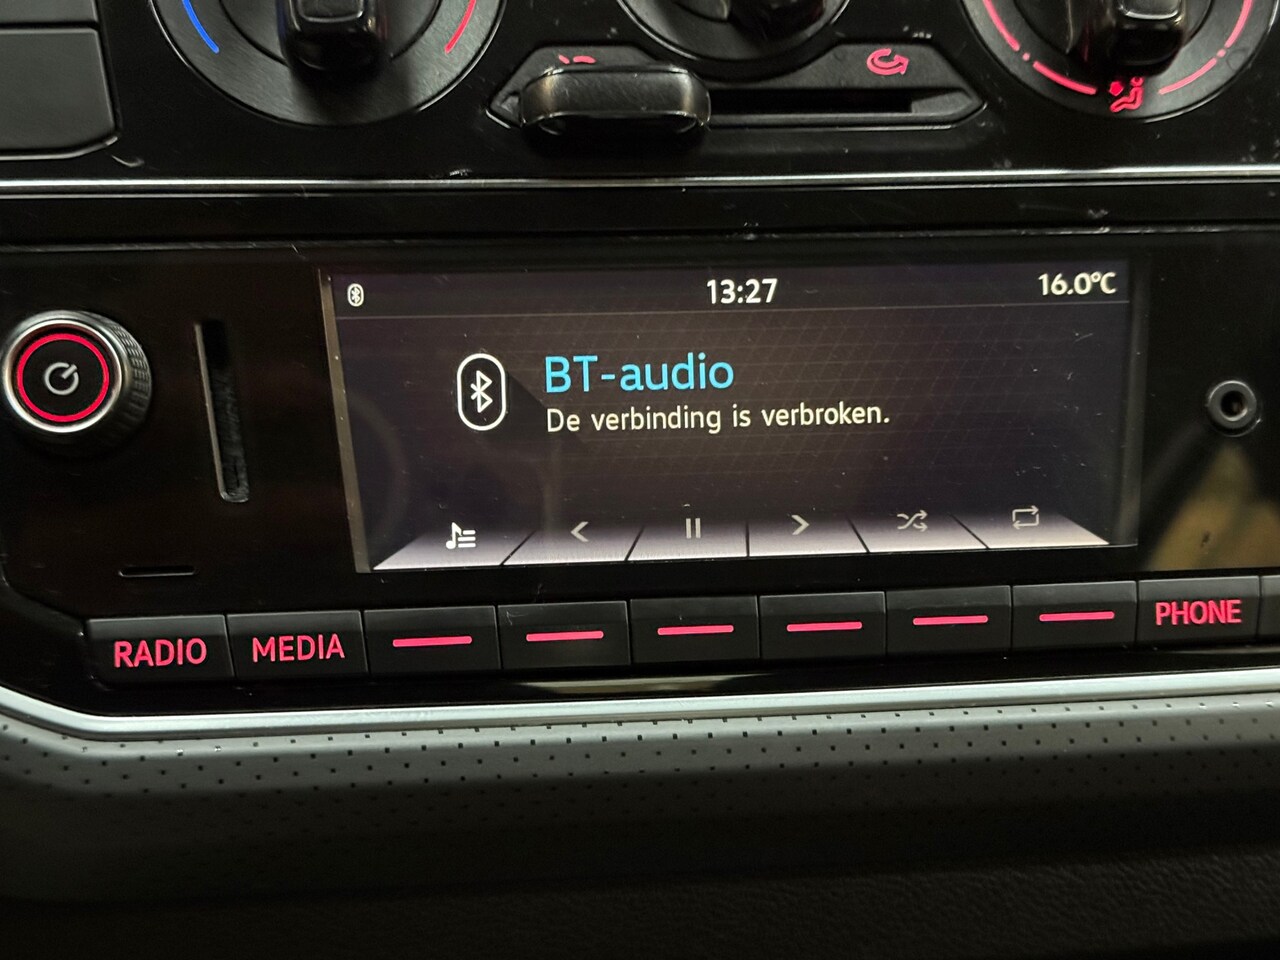 13:27
16.0°C
BT-audio
De verbinding is verbroken.
RADIO
MEDIA
PHONE